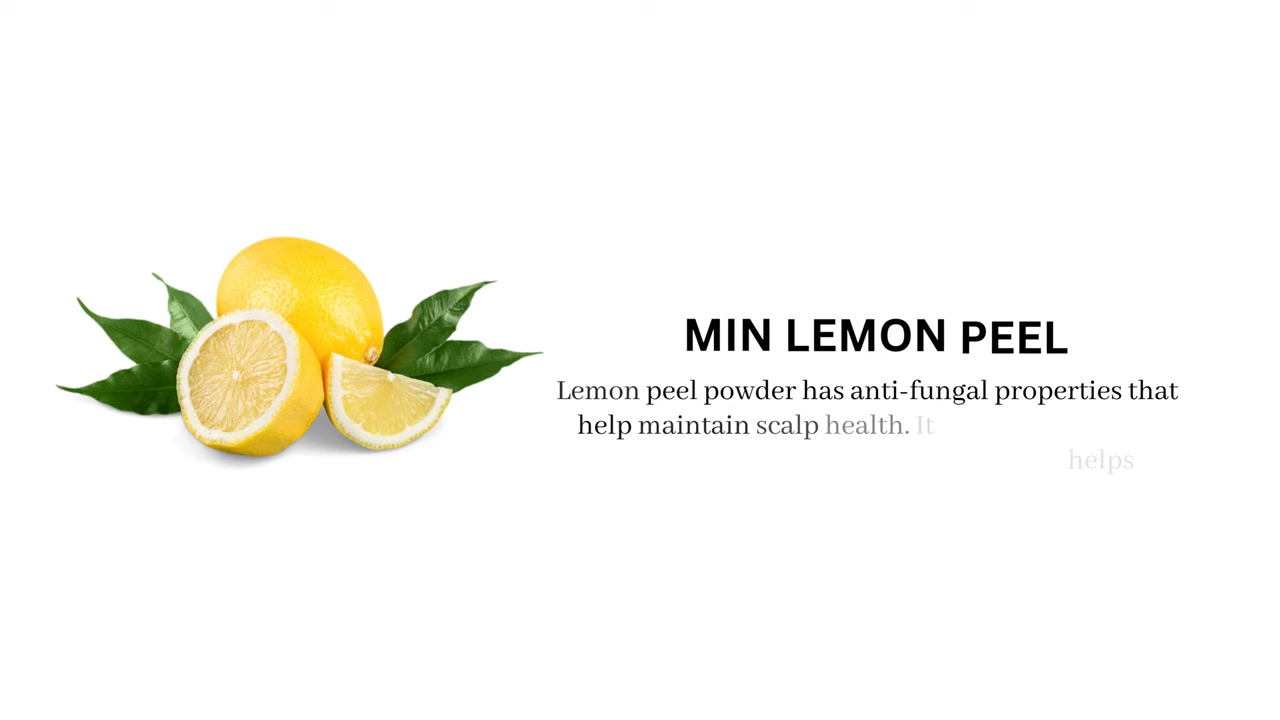 MIN LEMON PEEL
Lemon peel powder has anti-fungal properties that
help maintain scalp health. It
helps